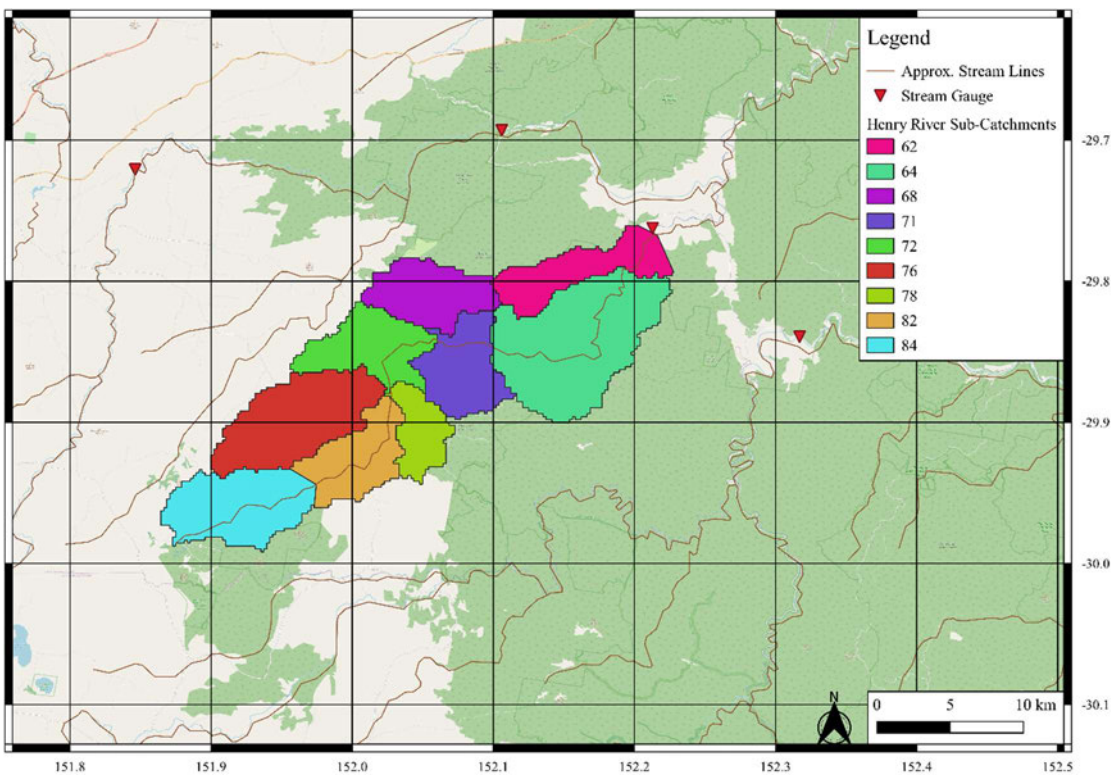 Legend
Approx. Stream Lines
Stream Gauge
Henry River Sub-Catchments
62
64
68
71
72
76
78
82
84
-29.7
-29.8
-29.9
-30.0
-30.1
N
0 5 10 km
151.8 151.9 152.0 152.1 152.2 152.3 152.4 152.5